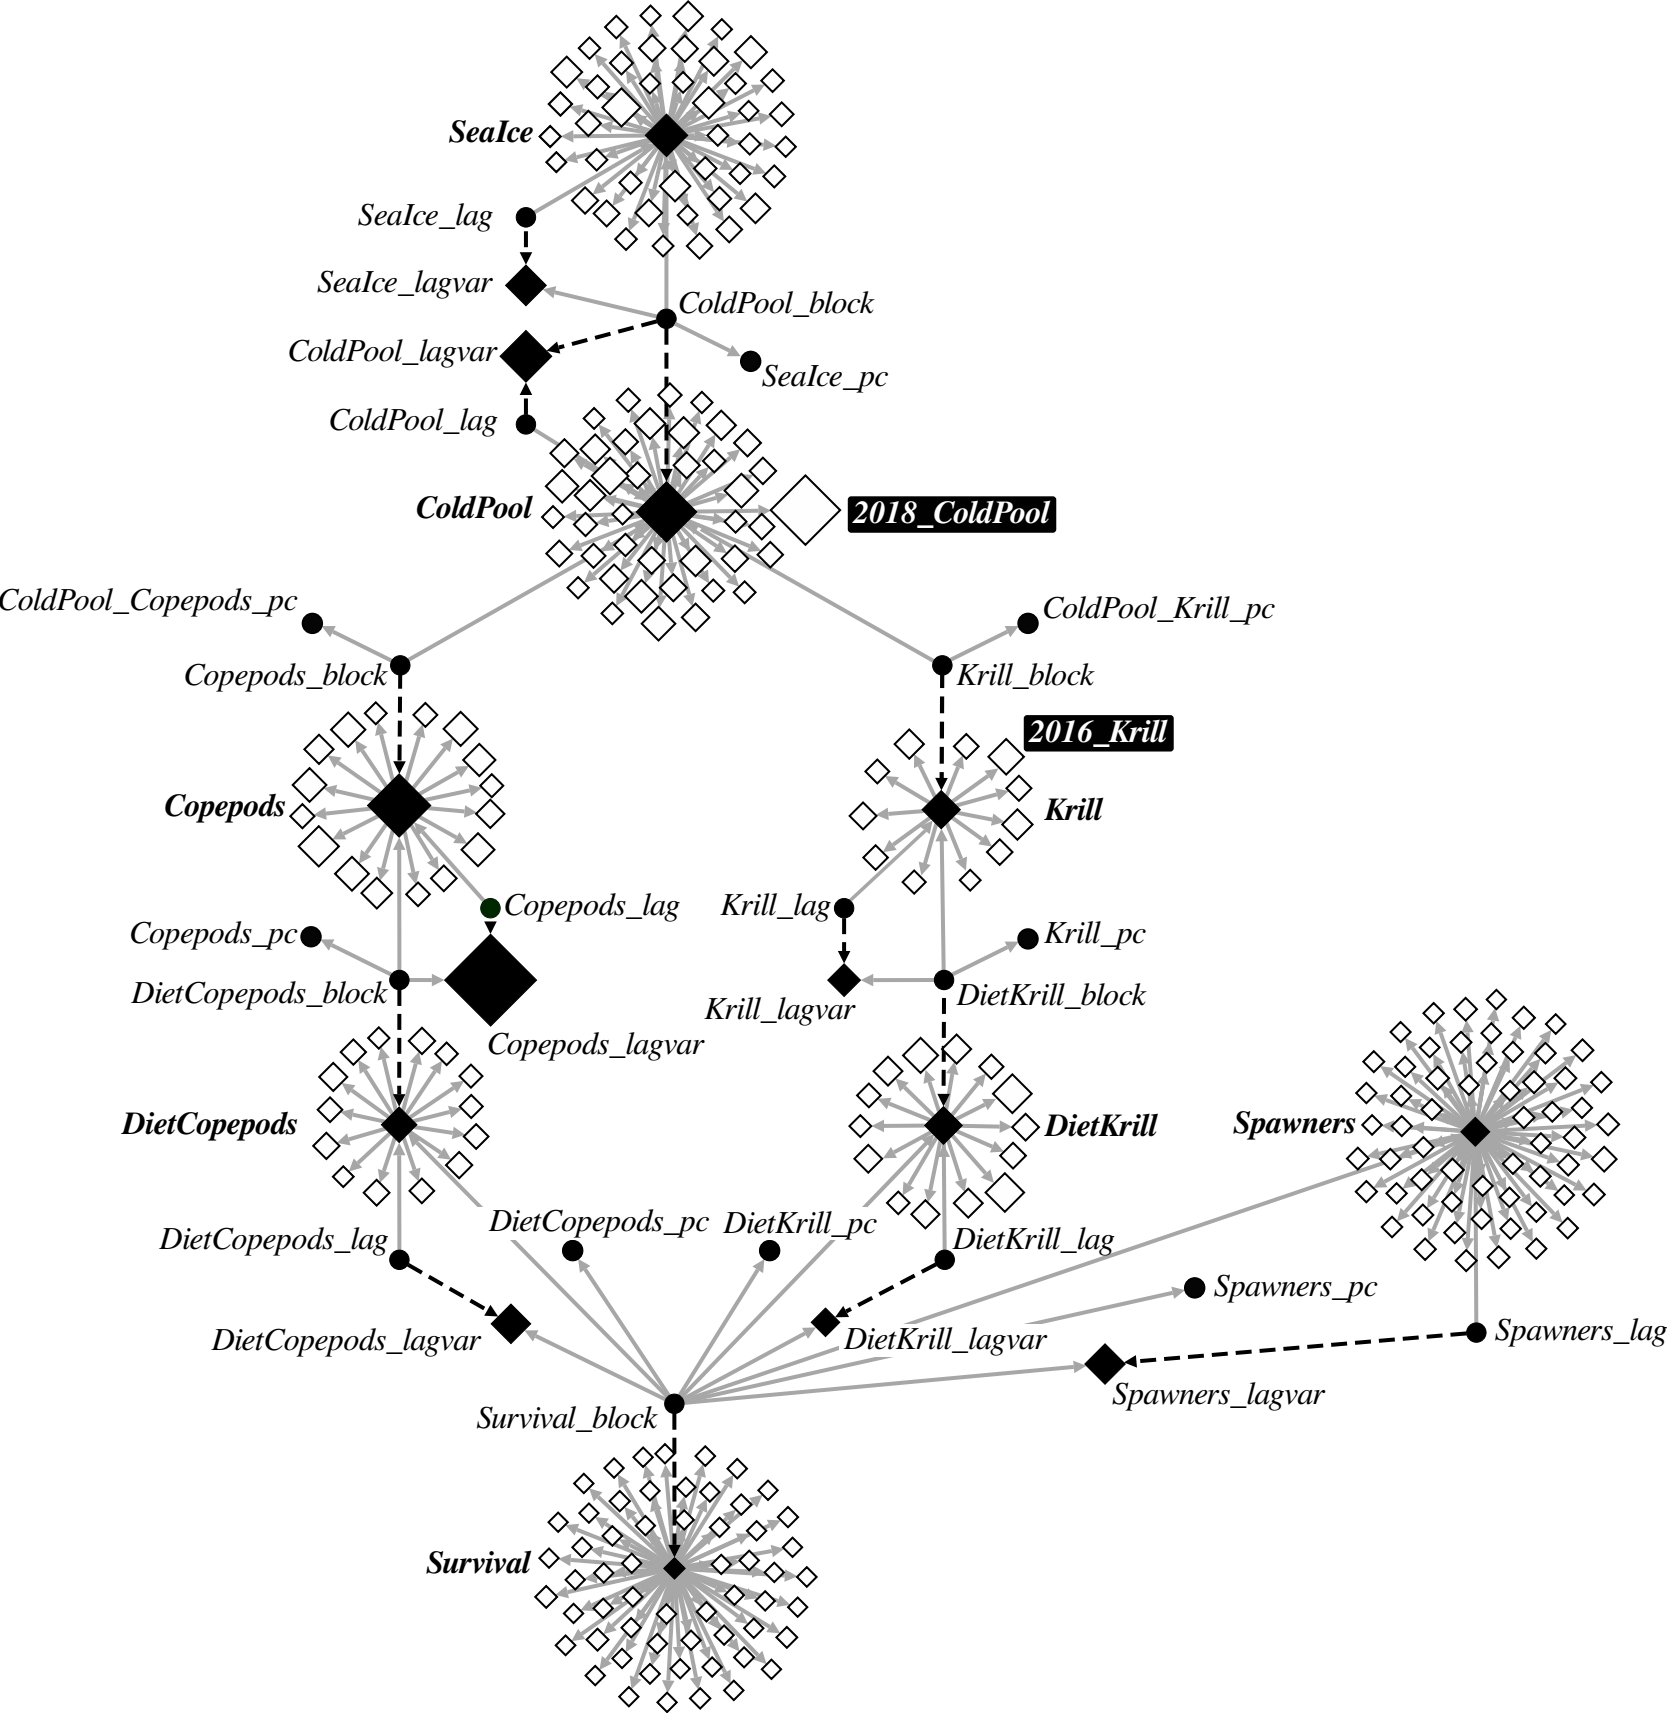 SeaIce
SeaIce_lag
SeaIce_lagvar
ColdPool_block
ColdPool_lagvar
SeaIce_pc
ColdPool_lag
ColdPool
2018_ColdPool
ColdPool_Copepods_pc
ColdPool_Krill_pc
Copepods_block
Krill_block
2016_Krill
Copepods
Krill
Copepods_lag
Krill_lag
Copepods_pc
Krill_pc
DietCopepods_block
DietKrill_block
Krill_lagvar
Copepods_lagvar
DietCopepods
DietKrill
Spawners
DietCopepods_pc
DietKrill_pc
DietCopepods_lag
DietKrill_lag
Spawners_pc
DietCopepods_lagvar
DietKrill_lagvar
Spawners_lag
Spawners_lagvar
Survival_block
Survival